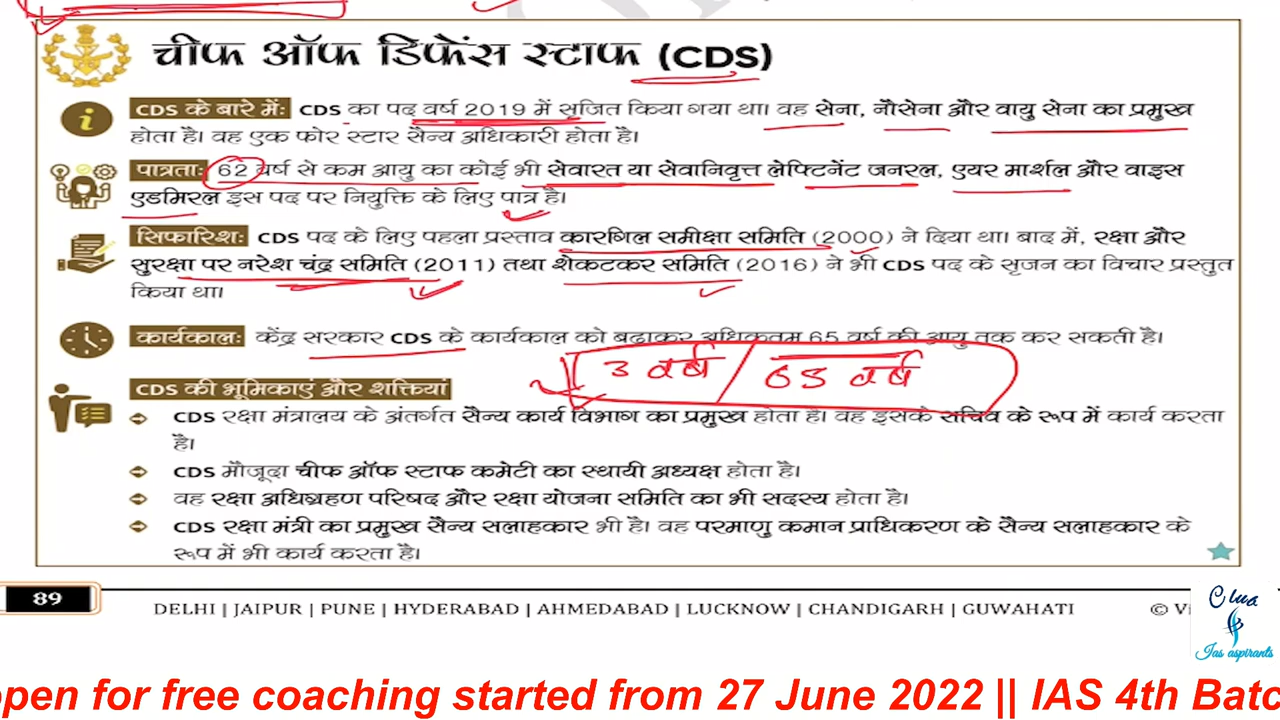 चीफ ऑफ डिफेंस स्टाफ (CDS)
CDS के बारे में: CDS का पद वर्ष 2019 में सृजित किया गया था। वह सेना, नौसेना और वायु सेना का प्रमुख
होता है। वह एक फोर स्टार सैन्य अधिकारी होता है।
पात्रता: 62 वर्ष से कम आयु का कोई भी सेवारत या सेवानिवृत्त लेफ्टिनेंट जनरल, एयर मार्शल और वाइस
एडमिरल इस पद पर नियुक्ति के लिए पात्र है।
सिफारिश: CDS पद के लिए पहला प्रस्ताव कारगिल समीक्षा समिति (2000) ने दिया था। बाद में, रक्षा और
सुरक्षा पर नरेश चंद्र समिति (2011) तथा शेकटकर समिति (2016) ने भी CDS पद के सृजन का विचार प्रस्तुत
किया था।
कार्यकाल: केंद्र सरकार CDS के कार्यकाल को बढ़ाकर अधिकतम 65 वर्ष की आयु तक कर सकती है।
3 वर्ष / 65 वर्ष
CDS की भूमिकाएं और शक्तियां
CDS रक्षा मंत्रालय के अंतर्गत सैन्य कार्य विभाग का प्रमुख होता है। वह इसके सचिव के रूप में कार्य करता
है।
CDS मौजूदा चीफ ऑफ स्टाफ कमेटी का स्थायी अध्यक्ष होता है।
वह रक्षा अधिग्रहण परिषद और रक्षा योजना समिति का भी सदस्य होता है।
CDS रक्षा मंत्री का प्रमुख सैन्य सलाहकार भी है। वह परमाणु कमान प्राधिकरण के सैन्य सलाहकार के
रूप में भी कार्य करता है।
89
DELHI | JAIPUR | PUNE | HYDERABAD | AHMEDABAD | LUCKNOW | CHANDIGARH | GUWAHATI
©
Ias aspirants
open for free coaching started from 27 June 2022 || IAS 4th Batc